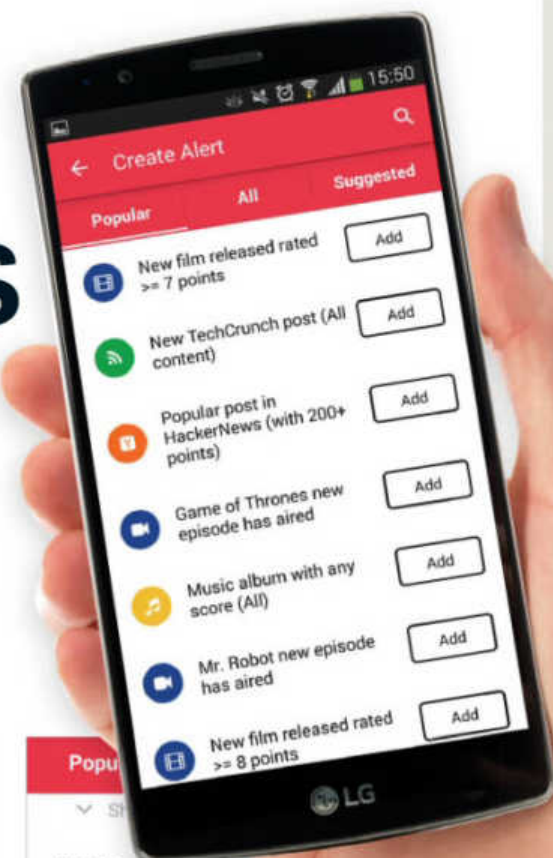 S
15:50
Create Alert
Popular All Suggested
New film released rated
>= 7 points
Add
New TechCrunch post (All
content)
Add
Popular post in
HackerNews (with 200+
points)
Add
Game of Thrones new
episode has aired
Add
Music album with any
score (All)
Add
Mr. Robot new episode
has aired
Add
New film released rated
>= 8 points
Add
LG
Popu
Sh